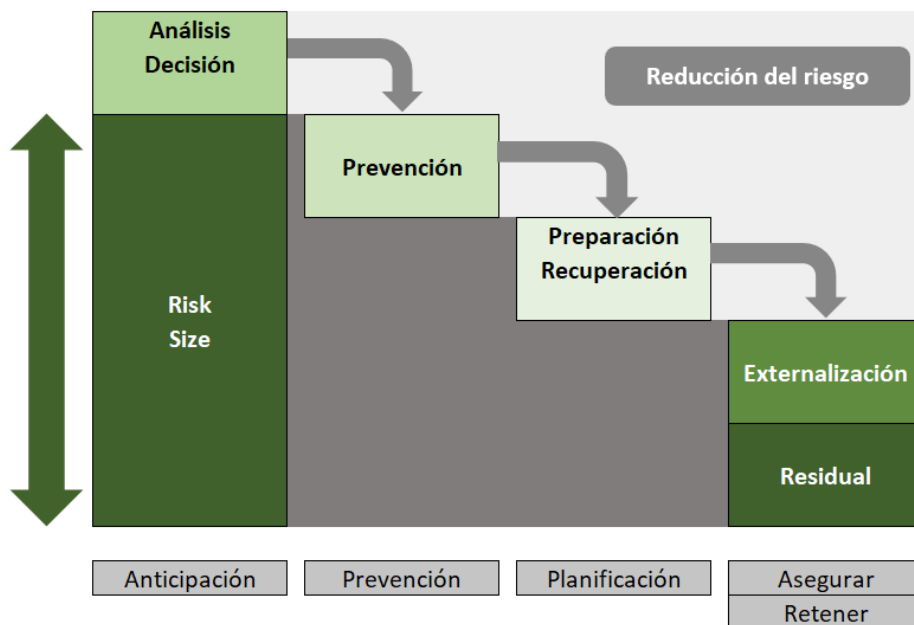 Análisis
Decisión
Reducción del riesgo
Prevención
Preparación
Recuperación
Risk
Size
Externalización
Residual
Anticipación
Prevención
Planificación
Asegurar
Retener